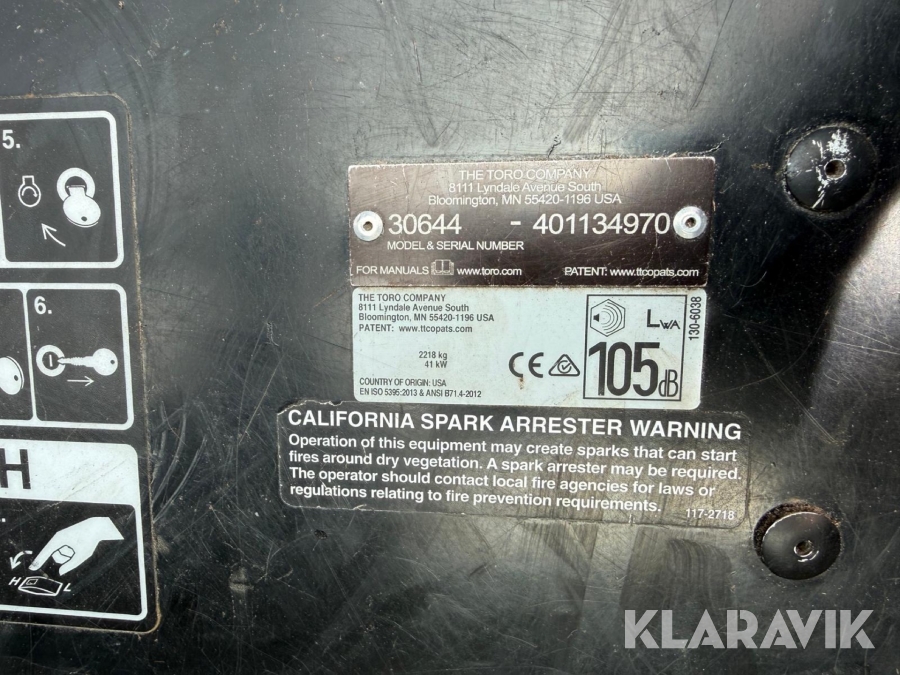 5.
6.
H
H L
THE TORO COMPANY
8111 Lyndale Avenue South
Bloomington, MN 55420-1196 USA
30644 - 401134970
MODEL & SERIAL NUMBER
FOR MANUALS www.toro.com PATENT: www.ttcopats.com
THE TORO COMPANY
8111 Lyndale Avenue South
Bloomington, MN 55420-1196 USA
PATENT: www.ttcopats.com
2218 kg
41 kW
COUNTRY OF ORIGIN: USA
EN ISO 5395:2013 & ANSI B71.4-2012
CE
LWA
105dB
130-6038
CALIFORNIA SPARK ARRESTER WARNING
Operation of this equipment may create sparks that can start
fires around dry vegetation. A spark arrester may be required.
The operator should contact local fire agencies for laws or
regulations relating to fire prevention requirements.
117-2718
KLARAVIK